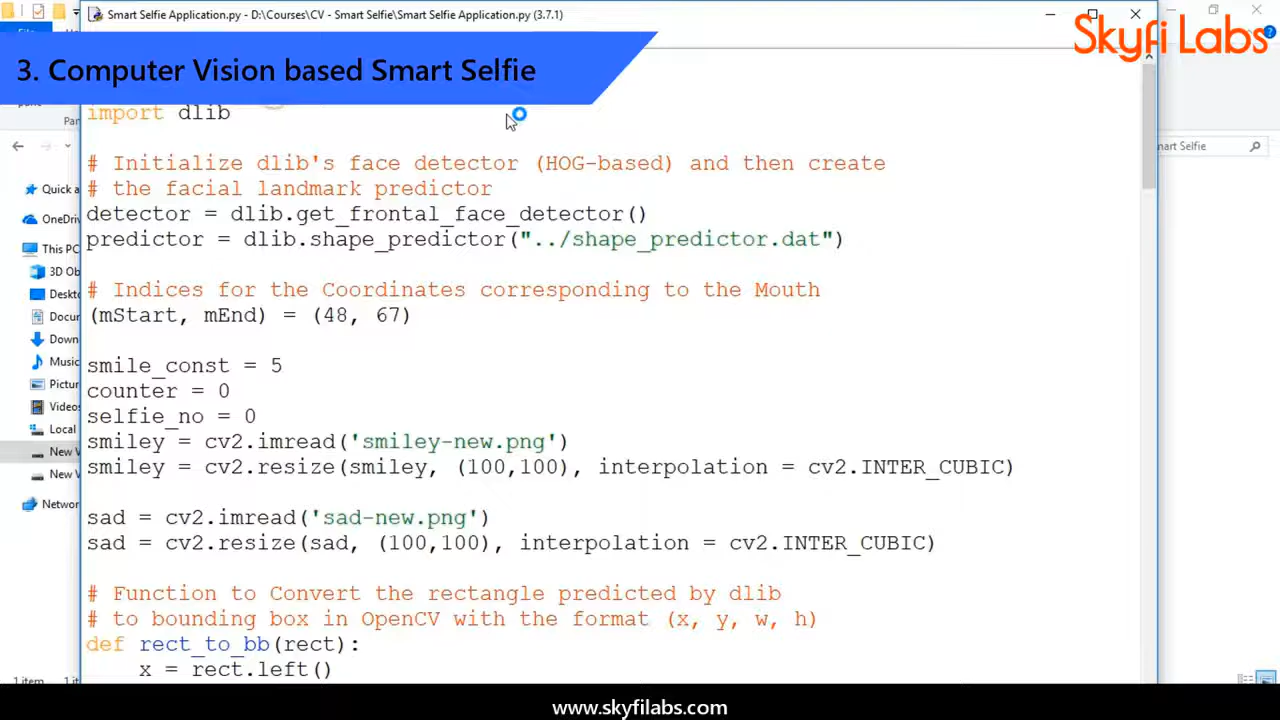 Smart Selfie Application.py - D:\Courses\CV - Smart Selfie\Smart Selfie Application.py (3.7.1)
Skyfi Labs
3. Computer Vision based Smart Selfie
import dlib
# Initialize dlib's face detector (HOG-based) and then create
# the facial landmark predictor
detector = dlib.get_frontal_face_detector()
predictor = dlib.shape_predictor("../shape_predictor.dat")
# Indices for the Coordinates corresponding to the Mouth
(mStart, mEnd) = (48, 67)
smile_const = 5
counter = 0
selfie_no = 0
smiley = cv2.imread('smiley-new.png')
smiley = cv2.resize(smiley, (100,100), interpolation = cv2.INTER_CUBIC)
sad = cv2.imread('sad-new.png')
sad = cv2.resize(sad, (100,100), interpolation = cv2.INTER_CUBIC)
# Function to Convert the rectangle predicted by dlib
# to bounding box in OpenCV with the format (x, y, w, h)
def rect_to_bb(rect):
x = rect.left()
Quick a
OneDriv
This PC
3D Ob
Deskto
Docur
Down
Music
Pictur
Videos
Local
New V
New V
Networ
mart Selfie
1 item
www.skyfilabs.com